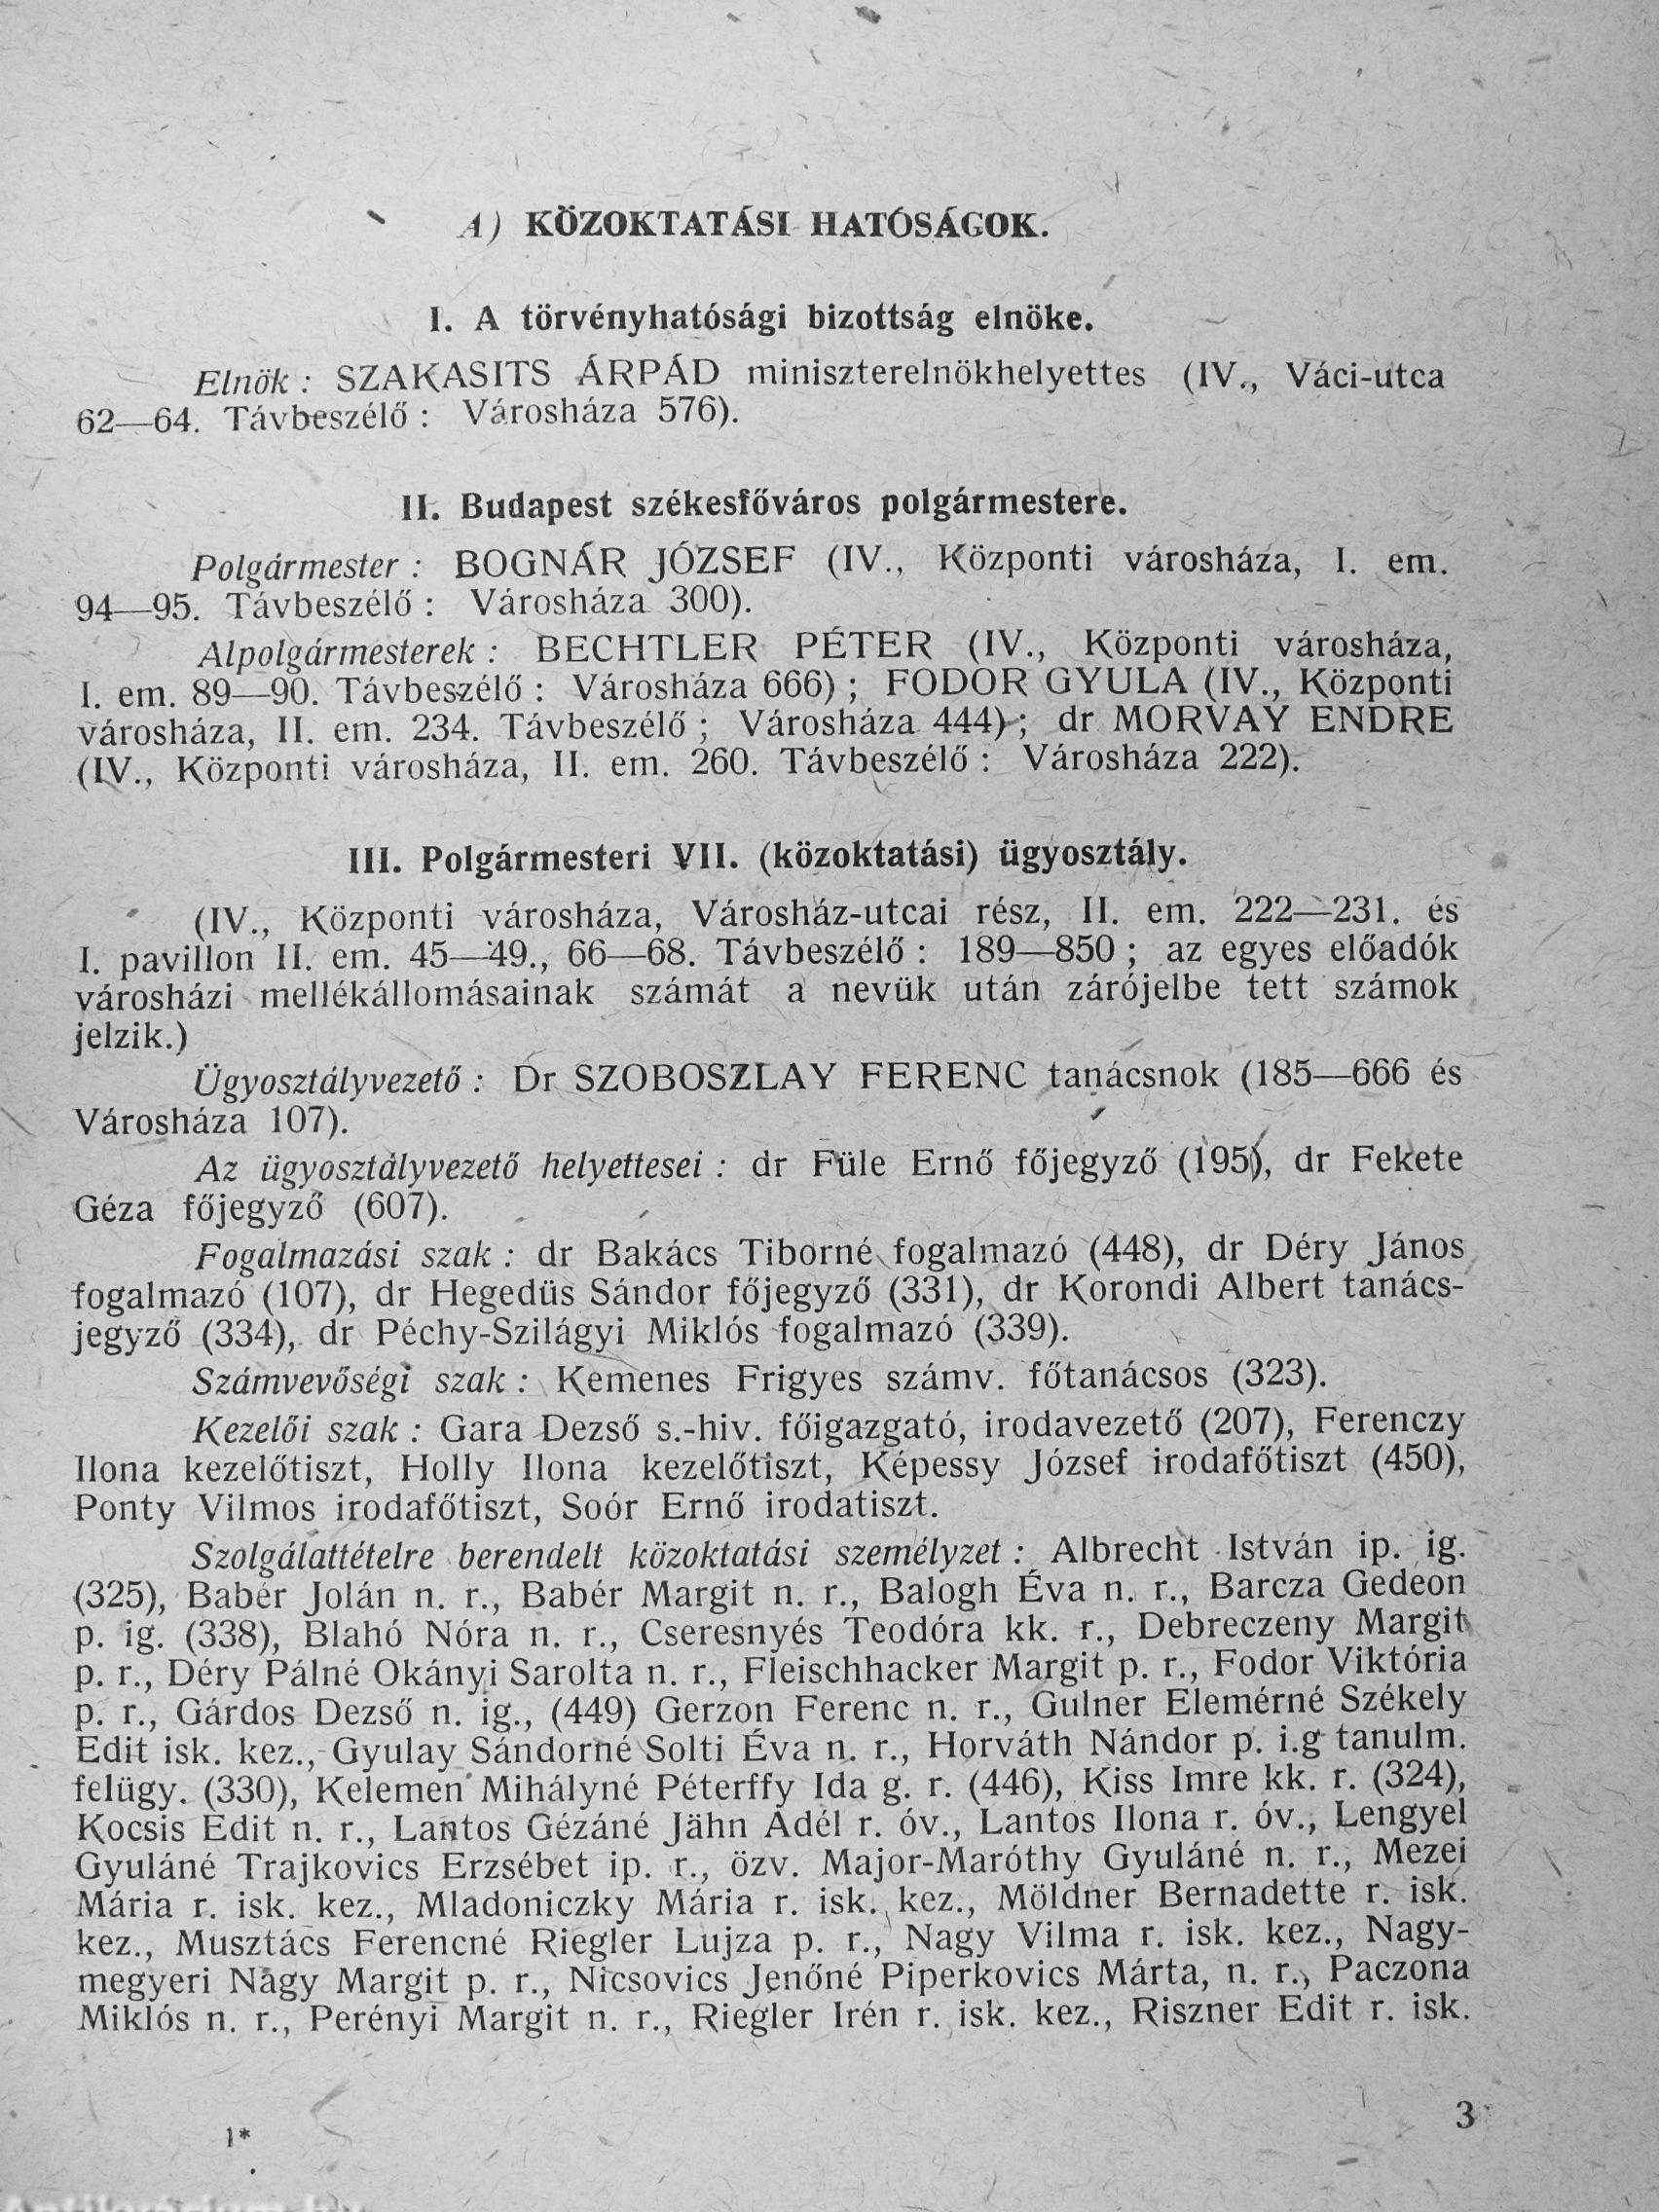 A) KÖZOKTATÁSI HATÓSÁGOK.
I. A törvényhatósági bizottság elnöke.
Elnök : SZAKASITS ÁRPÁD miniszterelnökhelyettes (IV., Váci-utca
62—64. Távbeszélő : Városháza 576).
II. Budapest székesfőváros polgármestere.
Polgármester : BOGNÁR JÓZSEF (IV., Központi városháza, I. em.
94—95. Távbeszélő : Városháza 300).
Alpolgármesterek : BECHTLER PÉTER (IV., Központi városháza,
I. em. 89—90. Távbeszélő : Városháza 666) ; FODOR GYULA (IV., Központi
városháza, II. em. 234. Távbeszélő ; Városháza 444) ; dr MORVAY ENDRE
(IV., Központi városháza, II. em. 260. Távbeszélő : Városháza 222).
III. Polgármesteri VII. (közoktatási) ügyosztály.
(IV., Központi városháza, Városház-utcai rész, II. em. 222—231. és
I. pavillon II. em. 45—49., 66—68. Távbeszélő : 189—850 ; az egyes előadók
városházi mellékállomásainak számát a nevük után zárójelbe tett számok
jelzik.)
Ügyosztályvezető : Dr SZOBOSZLAY FERENC tanácsnok (185—666 és
Városháza 107).
Az ügyosztályvezető helyettesei : dr Füle Ernő főjegyző (195), dr Fekete
Géza főjegyző (607).
Fogalmazási szak : dr Bakács Tiborné fogalmazó (448), dr Déry János
fogalmazó (107), dr Hegedüs Sándor főjegyző (331), dr Korondi Albert tanács-
jegyző (334), dr Péchy-Szilágyi Miklós fogalmazó (339).
Számvevőségi szak : Kemenes Frigyes számv. főtanácsos (323).
Kezelői szak : Gara Dezső s.-hiv. főigazgató, irodavezető (207), Ferenczy
Ilona kezelőtiszt, Holly Ilona kezelőtiszt, Képessy József irodafőtiszt (450),
Ponty Vilmos irodafőtiszt, Soór Ernő irodatiszt.
Szolgálattételre berendelt közoktatási személyzet : Albrecht István ip. ig.
(325), Babér Jolán n. r., Babér Margit n. r., Balogh Éva n. r., Barcza Gedeon
p. ig. (338), Blahó Nóra n. r., Cseresnyés Teodóra kk. r., Debreczeny Margit
p. r., Déry Pálné Okányi Sarolta n. r., Fleischhacker Margit p. r., Fodor Viktória
p. r., Gárdos Dezső n. ig., (449) Gerzon Ferenc n. r., Gulner Elemérné Székely
Edit isk. kez., Gyulay Sándorné Solti Éva n. r., Horváth Nándor p. i.g tanulm.
felügy. (330), Kelemen Mihályné Péterffy Ida g. r. (446), Kiss Imre kk. r. (324),
Kocsis Edit n. r., Lantos Gézáné Jähn Adél r. óv., Lantos Ilona r. óv., Lengyel
Gyuláné Trajkovics Erzsébet ip. r., özv. Major-Maróthy Gyuláné n. r., Mezei
Mária r. isk. kez., Mladoniczky Mária r. isk. kez., Möldner Bernadette r. isk.
kez., Musztács Ferencné Riegler Lujza p. r., Nagy Vilma r. isk. kez., Nagy-
megyeri Nagy Margit p. r., Nicsovics Jenőné Piperkovics Márta, n. r., Paczona
Miklós n. r., Perényi Margit n. r., Riegler Irén r. isk. kez., Riszner Edit r. isk.
3
1*